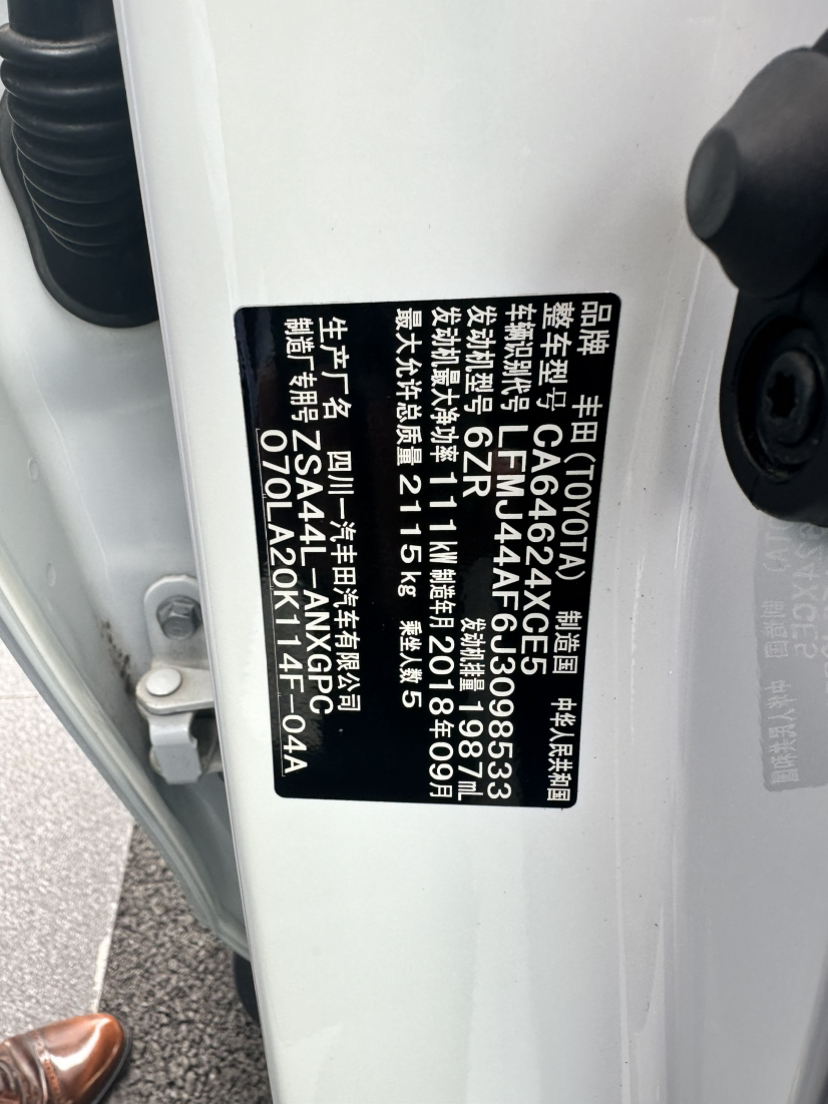 品牌 丰田(TOYOTA) 制造国 中华人民共和国
整车型号 CA64624XCE5
车辆识别代号 LFMJ44AF6J3098533
发动机型号 6ZR 发动机排量 1987mL
发动机最大净功率 111kW 制造年月 2018年09月
最大允许总质量 2115kg 乘坐人数 5
生产厂名 四川一汽丰田汽车有限公司
制造厂专用号 ZSA44L-ANXGPC
070LA20K114F-04A